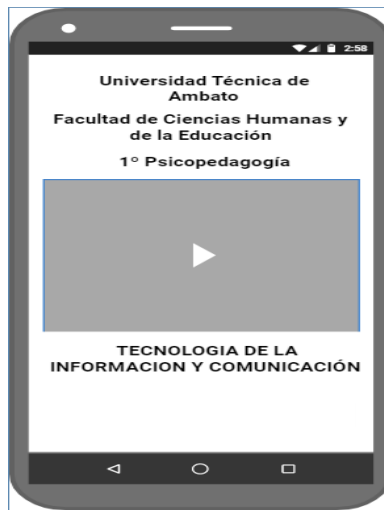 2:58
Universidad Técnica de
Ambato
Facultad de Ciencias Humanas y
de la Educación
1º Psicopedagogía
TECNOLOGIA DE LA
INFORMACION Y COMUNICACIÓN